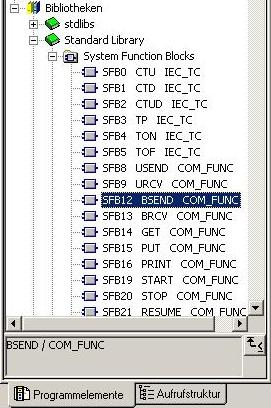 Bibliotheken
stdlibs
Standard Library
System Function Blocks
SFB0 CTU IEC_TC
SFB1 CTD IEC_TC
SFB2 CTUD IEC_TC
SFB3 TP IEC_TC
SFB4 TON IEC_TC
SFB5 TOF IEC_TC
SFB8 USEND COM_FUNC
SFB9 URCV COM_FUNC
SFB12 BSEND COM_FUNC
SFB13 BRCV COM_FUNC
SFB14 GET COM_FUNC
SFB15 PUT COM_FUNC
SFB16 PRINT COM_FUNC
SFB19 START COM_FUNC
SFB20 STOP COM_FUNC
SFB21 RESUME COM_FUNC
BSEND / COM_FUNC
Programmelemente Aufrufstruktur